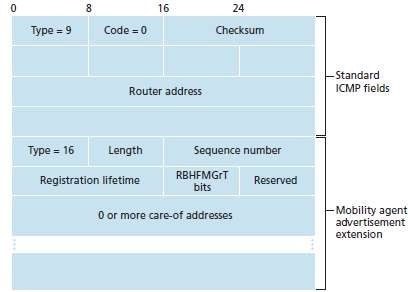 0 8 16 24
Type = 9 Code = 0 Checksum
Router address
Standard
ICMP fields
Type = 16 Length Sequence number
Registration lifetime RBHFMGrT
bits Reserved
0 or more care-of addresses
Mobility agent
advertisement
extension